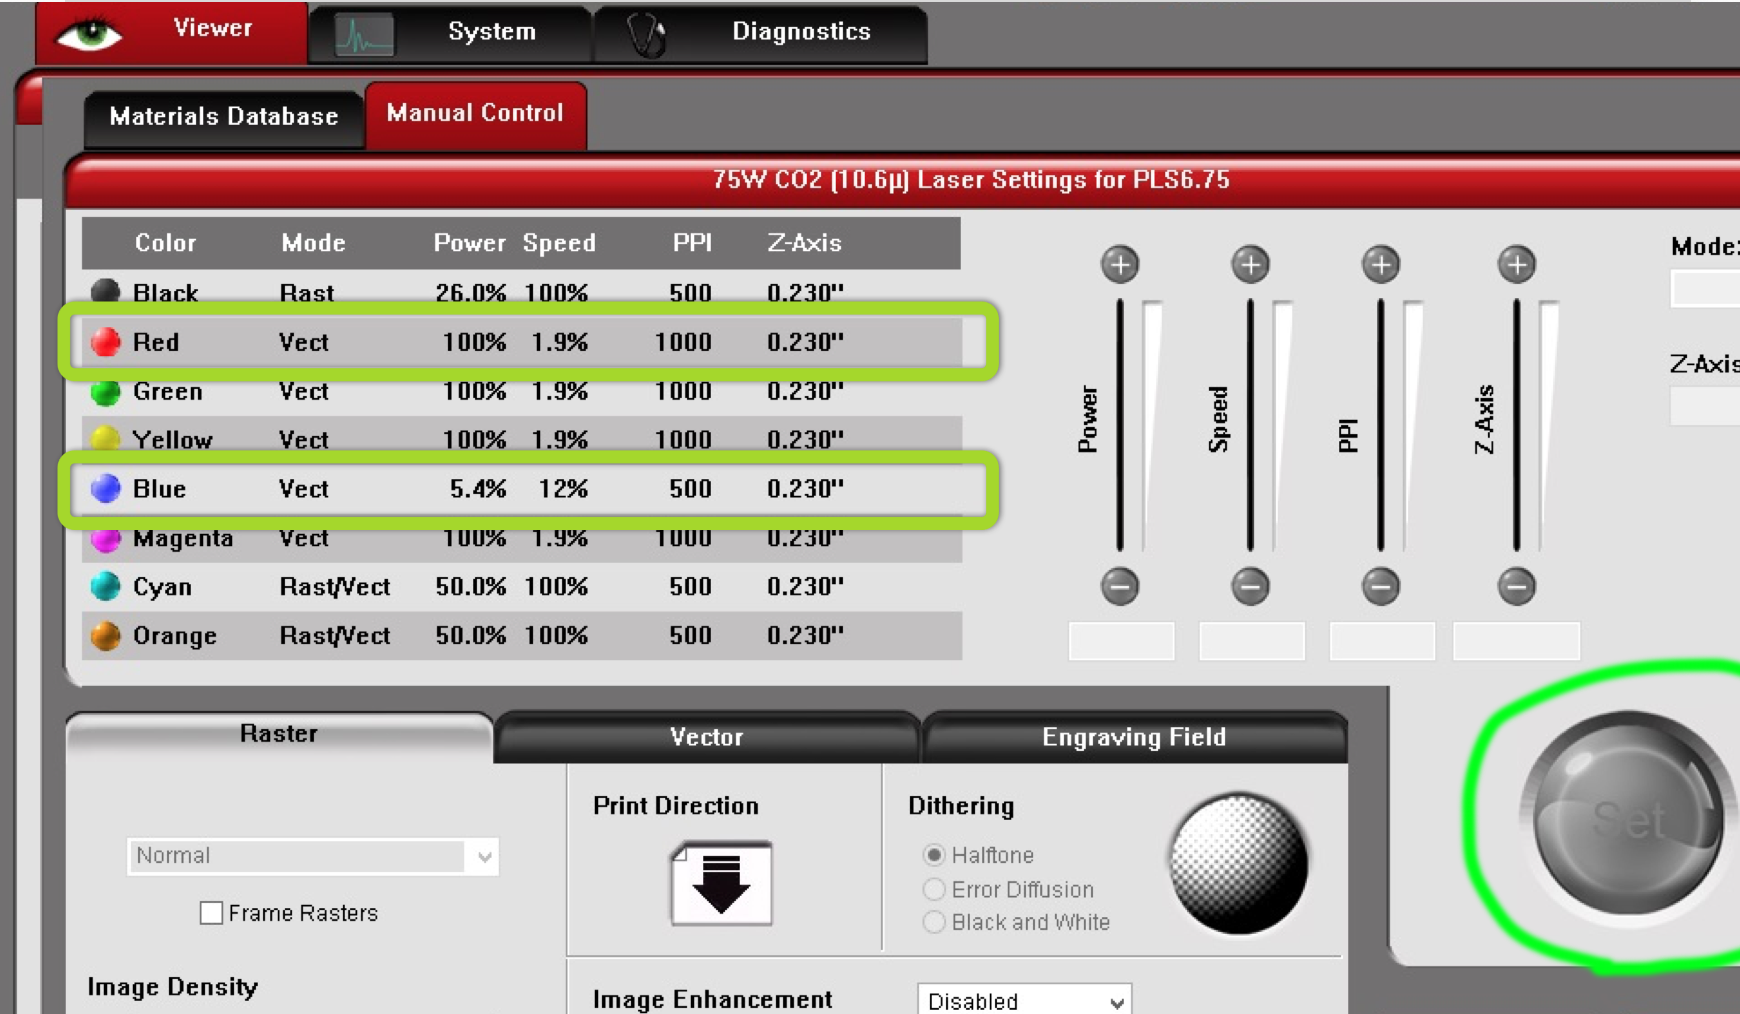 Viewer System Diagnostics
Materials Database Manual Control
75W CO2 (10.6µ) Laser Settings for PLS6.75
Color Mode Power Speed PPI Z-Axis
Black Rast 26.0% 100% 500 0.230"
Red Vect 100% 1.9% 1000 0.230"
Green Vect 100% 1.9% 1000 0.230"
Yellow Vect 100% 1.9% 1000 0.230"
Blue Vect 5.4% 12% 500 0.230"
Magenta Vect 100% 1.9% 1000 0.230"
Cyan Rast/Vect 50.0% 100% 500 0.230"
Orange Rast/Vect 50.0% 100% 500 0.230"
Power
Speed
PPI
Z-Axis
Mode:
Z-Axis
Set
Raster Vector Engraving Field
Normal
Frame Rasters
Image Density
Print Direction
Dithering
Halftone
Error Diffusion
Black and White
Image Enhancement Disabled